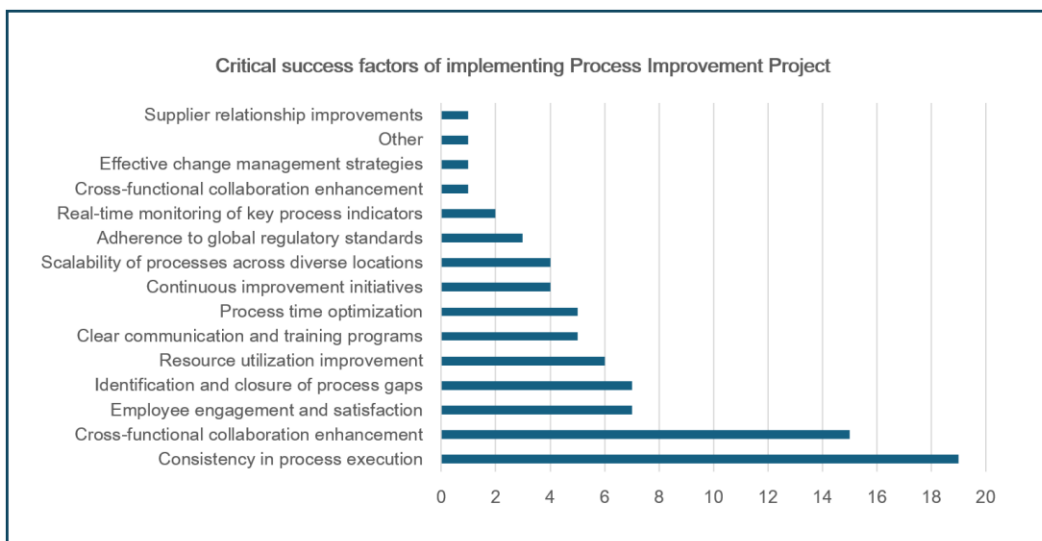 Critical success factors of implementing Process Improvement Project
Supplier relationship improvements
Other
Effective change management strategies
Cross-functional collaboration enhancement
Real-time monitoring of key process indicators
Adherence to global regulatory standards
Scalability of processes across diverse locations
Continuous improvement initiatives
Process time optimization
Clear communication and training programs
Resource utilization improvement
Identification and closure of process gaps
Employee engagement and satisfaction
Cross-functional collaboration enhancement
Consistency in process execution
0 2 4 6 8 10 12 14 16 18 20